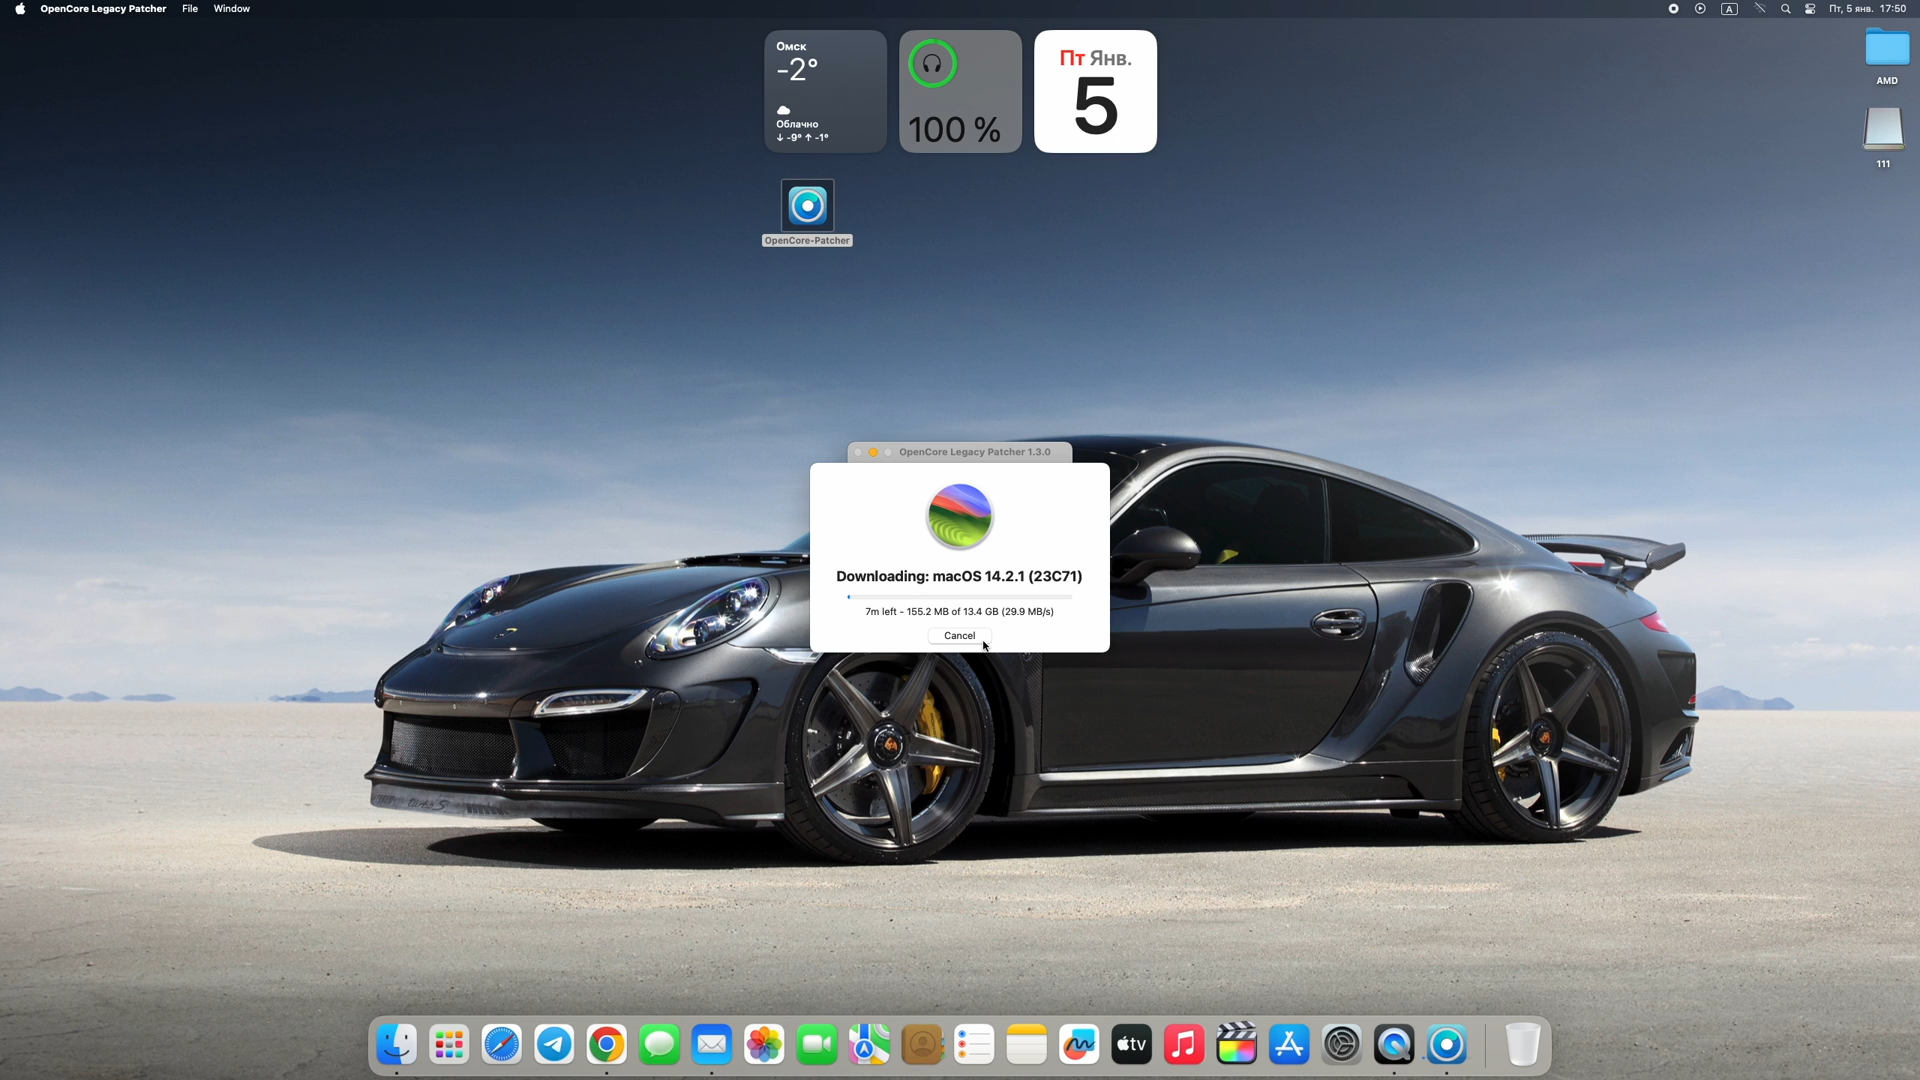 OpenCore Legacy Patcher File Window
A Пт, 5 янв. 17:50
Омск
-2°
Облачно
↓ -9° ↑ -1°
100 %
Пт Янв.
5
AMD
111
OpenCore-Patcher
OpenCore Legacy Patcher 1.3.0
Downloading: macOS 14.2.1 (23C71)
7m left - 155.2 MB of 13.4 GB (29.9 MB/s)
Cancel
turbo S
tv